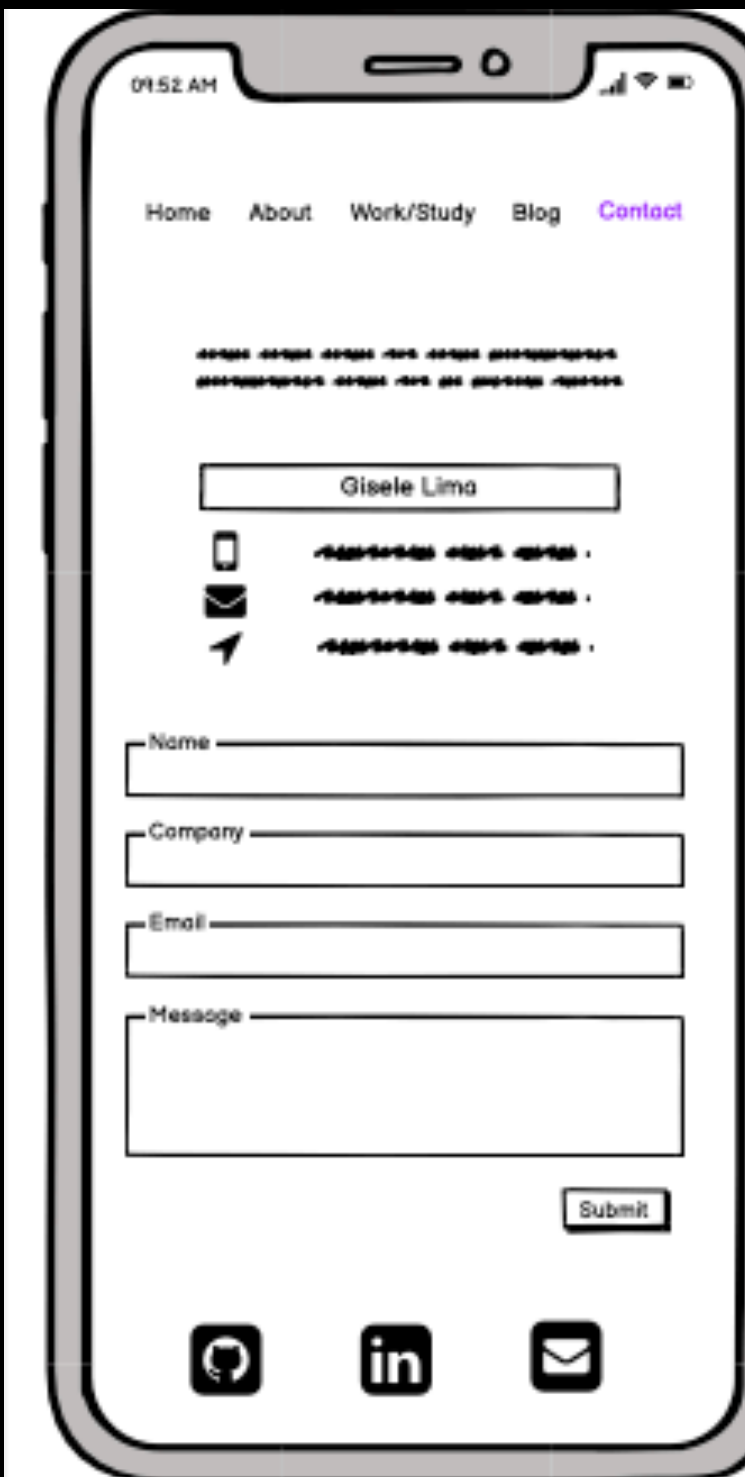 09:52 AM
Home About Work/Study Blog Contact
Gisele Lima
Name
Company
Email
Message
Submit
in